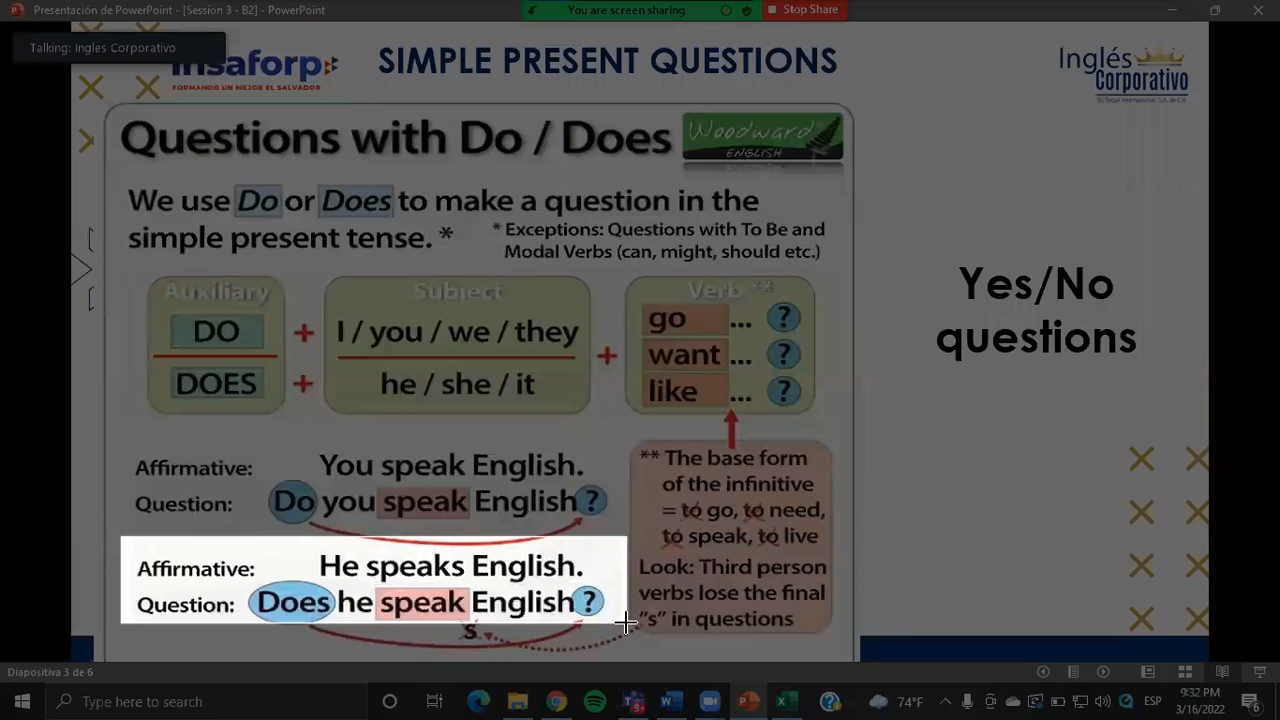 Presentación de PowerPoint - [Session 3 - B2] - PowerPoint
You are screen sharing
Stop Share
Talking: Ingles Corporativo
insaforp
FORMANDO UN MEJOR EL SALVADOR
SIMPLE PRESENT QUESTIONS
Inglés
Corporativo
Questions with Do / Does
Woodward
ENGLISH
We use Do or Does to make a question in the
simple present tense. *
* Exceptions: Questions with To Be and
Modal Verbs (can, might, should etc.)
Auxiliary
Subject
Verb **
DO + I / you / we / they
DOES + he / she / it
+
go ... ?
want ... ?
like ... ?
Yes/No
questions
Affirmative: You speak English.
Question: Do you speak English?
Affirmative: He speaks English.
Question: Does he speak English?
s
** The base form
of the infinitive
= to go, to need,
to speak, to live
Look: Third person
verbs lose the final
“s” in questions
Diapositiva 3 de 6
Type here to search
74°F
ESP
9:32 PM
3/16/2022